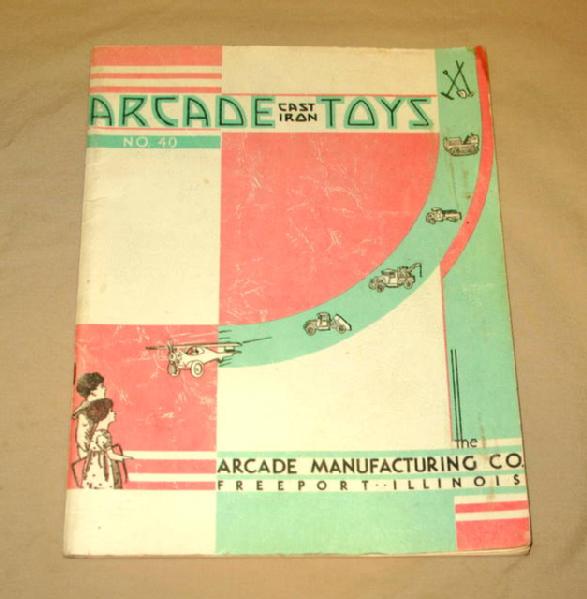 ARCADE CAST IRON TOYS
NO. 40
The
ARCADE MANUFACTURING CO.
FREEPORT--ILLINOIS